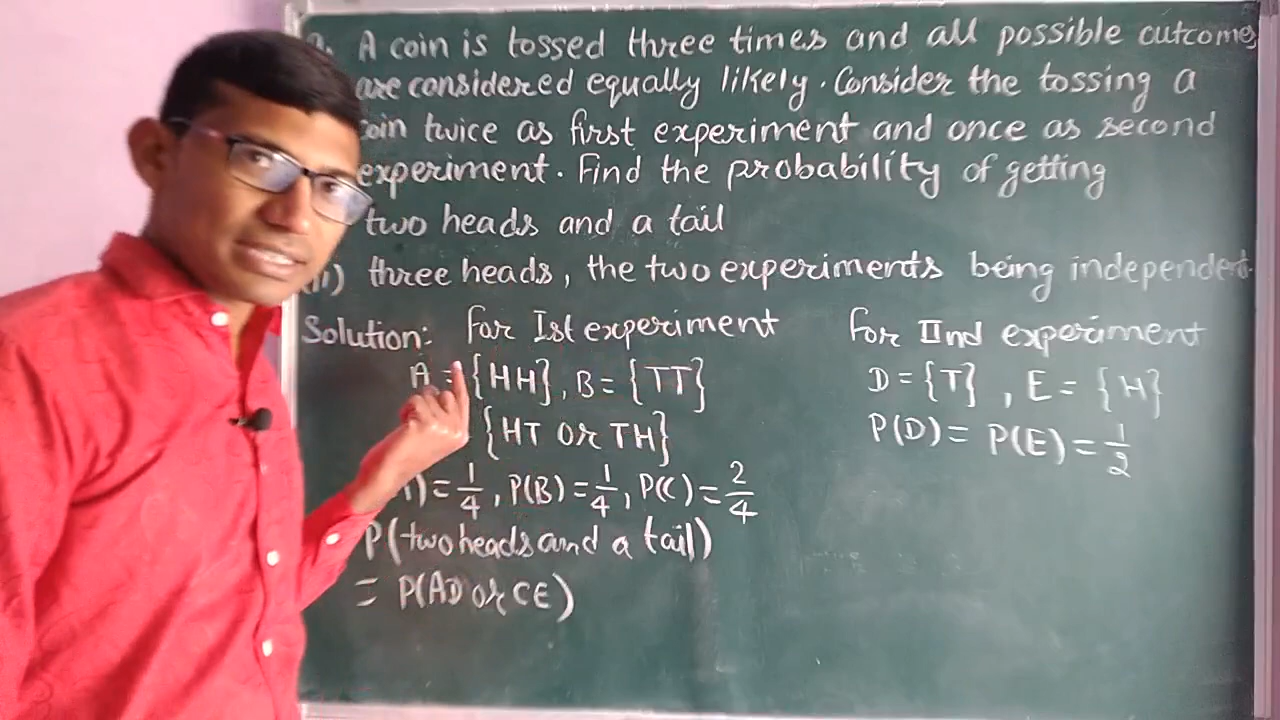 A coin is tossed three times and all possible outcomes
are considered equally likely. Consider the tossing a
coin twice as first experiment and once as second
experiment. Find the probability of getting
two heads and a tail
(ii) three heads, the two experiments being independent.
Solution: For Ist experiment
A = {HH}, B = {TT}
{HT or TH}
= 1/4, P(B) = 1/4, P(C) = 2/4
P(two heads and a tail)
= P(AD or CE)
For IInd experiment
D = {T}, E = {H}
P(D) = P(E) = 1/2